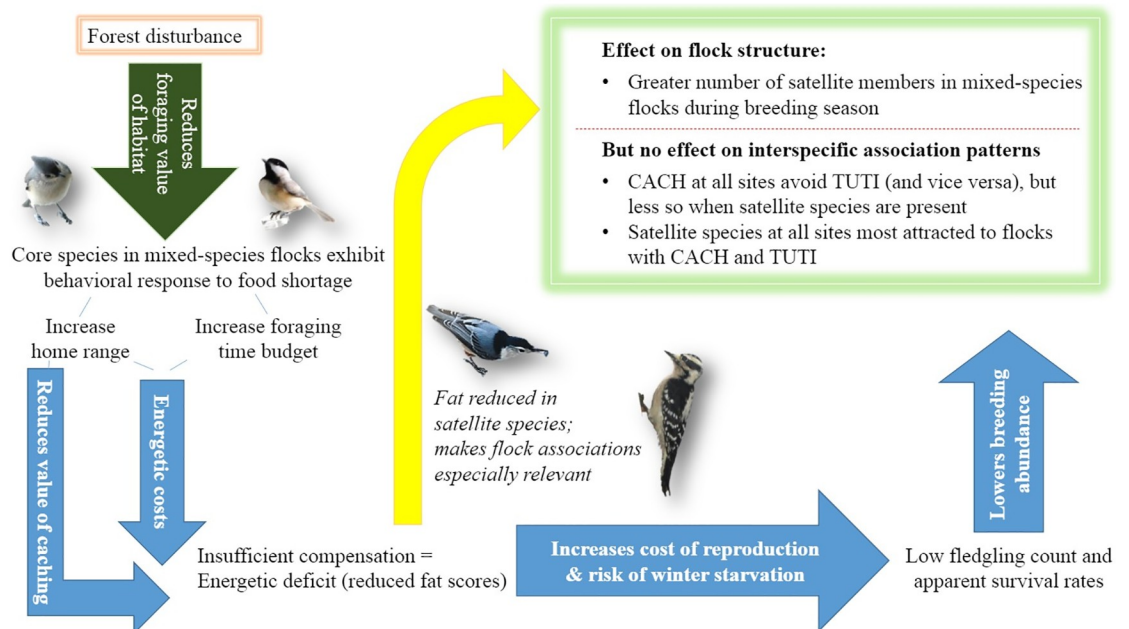 Forest disturbance
Reduces
foraging value
of habitat
Core species in mixed-species flocks exhibit
behavioral response to food shortage
Increase
home range
Increase foraging
time budget
Reduces value of caching
Energetic costs
Insufficient compensation =
Energetic deficit (reduced fat scores)
Fat reduced in
satellite species;
makes flock associations
especially relevant
Increases cost of reproduction
& risk of winter starvation
Low fledgling count and
apparent survival rates
Lowers breeding
abundance
Effect on flock structure:
• Greater number of satellite members in mixed-species
flocks during breeding season
But no effect on interspecific association patterns
• CACH at all sites avoid TUTI (and vice versa), but
less so when satellite species are present
• Satellite species at all sites most attracted to flocks
with CACH and TUTI